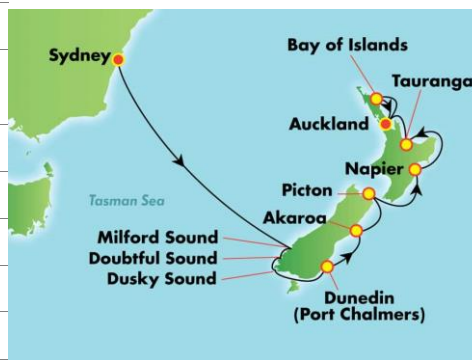 Bay of Islands
Sydney
Tauranga
Auckland
Napier
Picton
Tasman Sea
Akaroa
Milford Sound
Doubtful Sound
Dusky Sound
Dunedin
(Port Chalmers)